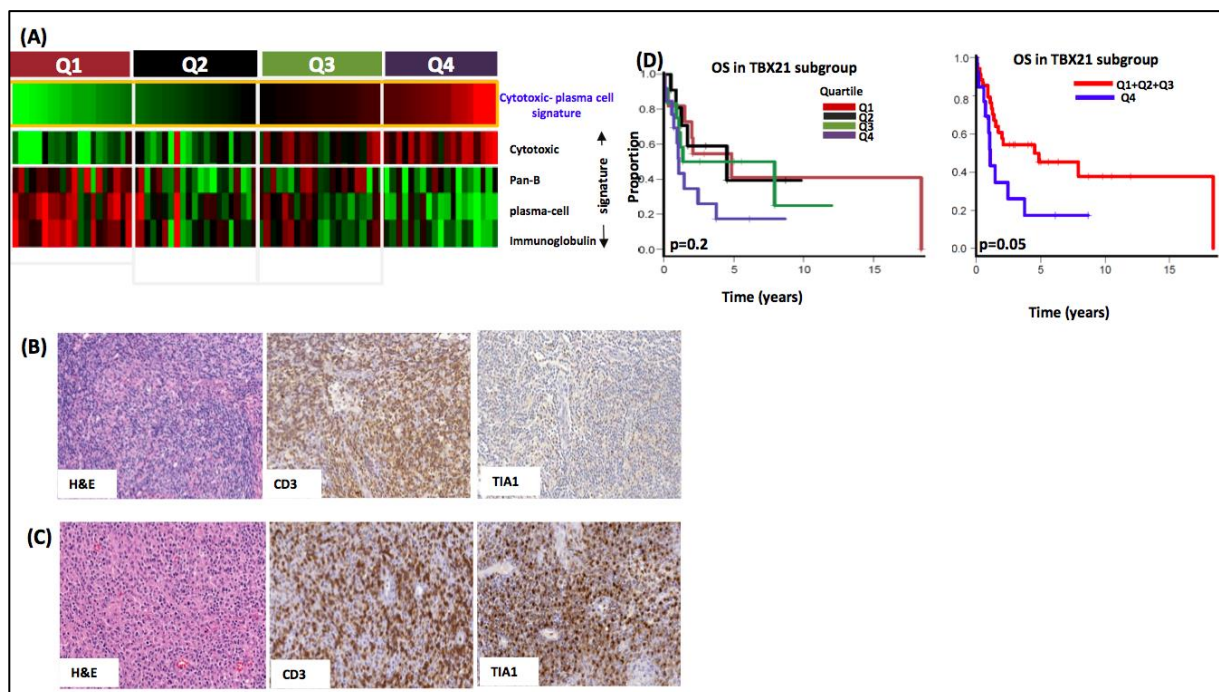 (A)
Q1 Q2 Q3 Q4
Cytotoxic- plasma cell
signature
Cytotoxic
Pan-B
plasma-cell
Immunoglobulin
signature
(D)
OS in TBX21 subgroup
Quartile
Q1
Q2
Q3
Q4
Proportion
1.0
0.8
0.6
0.4
0.2
0.0
p=0.2
0 5 10 15
Time (years)
OS in TBX21 subgroup
Q1+Q2+Q3
Q4
1.0
0.8
0.6
0.4
0.2
0.0
p=0.05
0 5 10 15
Time (years)
(B)
H&E CD3 TIA1
(C)
H&E CD3 TIA1